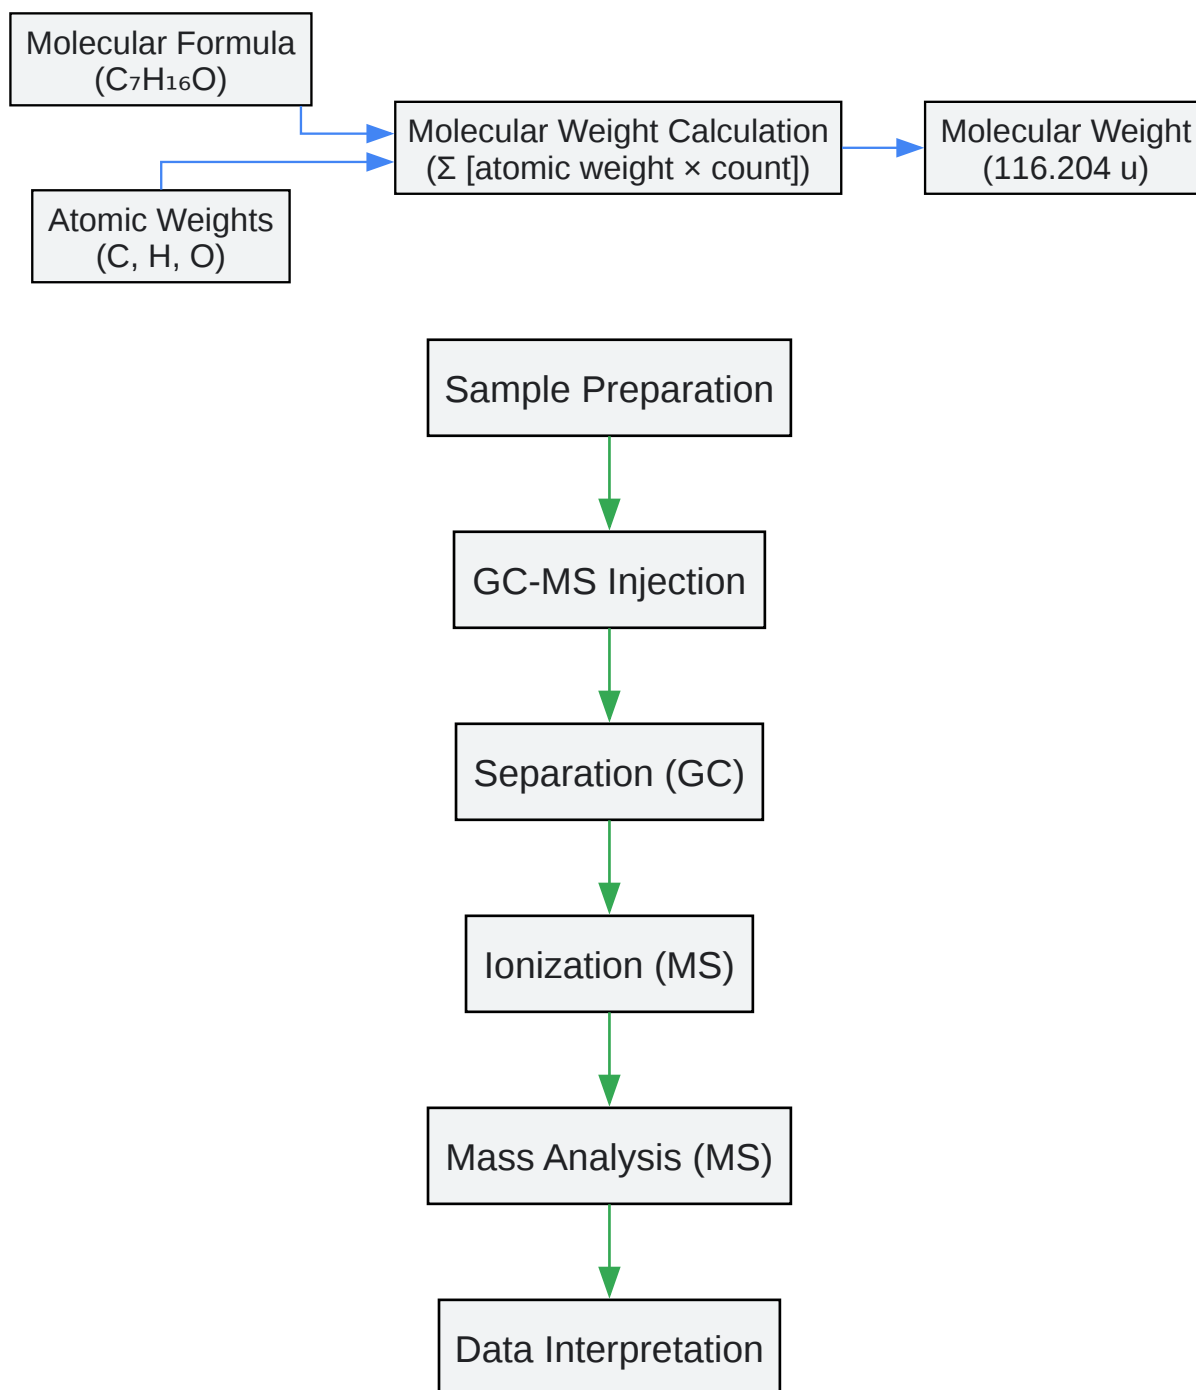 Molecular Formula
(C₇H₁₆O)
Atomic Weights
(C, H, O)
Molecular Weight Calculation
(Σ [atomic weight × count])
Molecular Weight
(116.204 u)
Sample Preparation
GC-MS Injection
Separation (GC)
Ionization (MS)
Mass Analysis (MS)
Data Interpretation